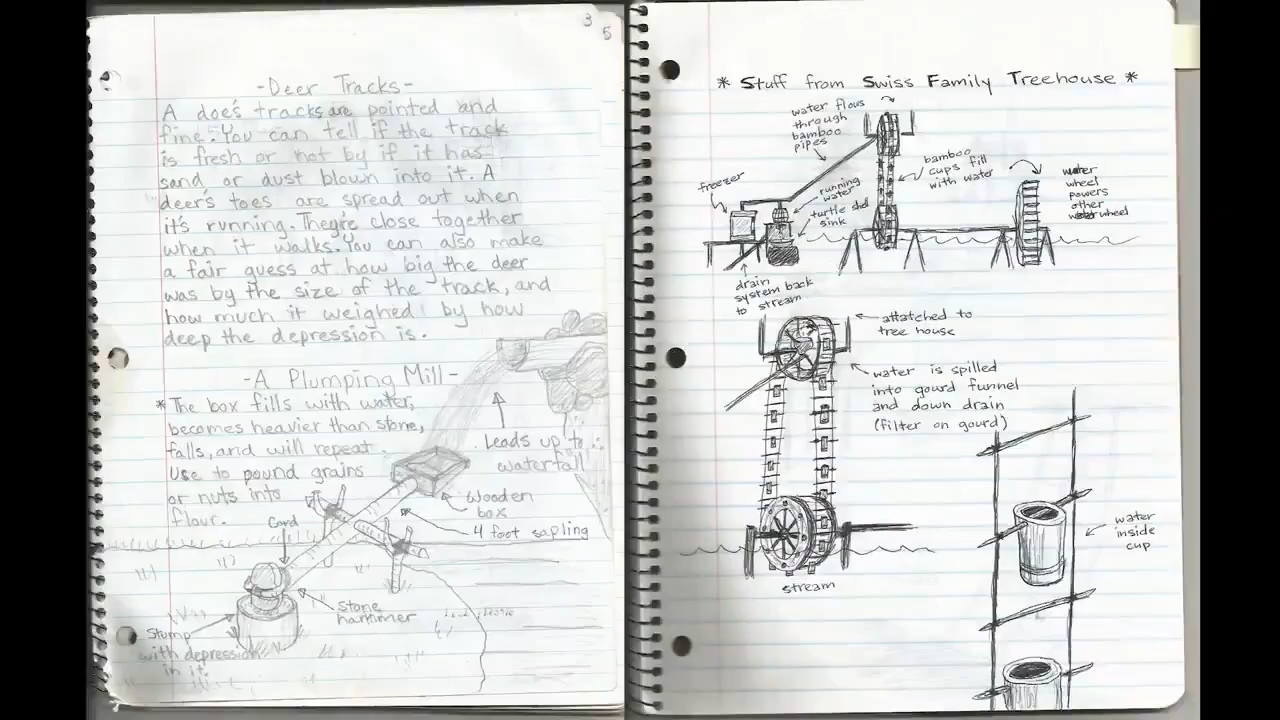 3
5
-Deer Tracks-
A doe's tracks are pointed and
fine. You can tell if the track
is fresh or not by if it has
sand or dust blown into it. A
deer's toes are spread out when
it's running. They're close together
when it walks. You can also make
a fair guess at how big the deer
was by the size of the track, and
how much it weighed by how
deep the depression is.
-A Plumping Mill-
*The box fills with water,
becomes heavier than stone,
falls, and will repeat.
Use to pound grains
or nuts into
flour.
Leads up to
waterfall
Wooden
box
4 foot sapling
Cord
Stone
hammer
Stump
with depression
in it.
* Stuff from Swiss Family Treehouse *
water flows
through
bamboo
pipes
freezer
running
water
turtle shell
sink
bamboo
cups fill
with water
water
wheel
powers
other
wheel
drain
system back
to stream
attatched to
tree house
water is spilled
into gourd funnel
and down drain
(filter on gourd)
water
inside
cup
stream